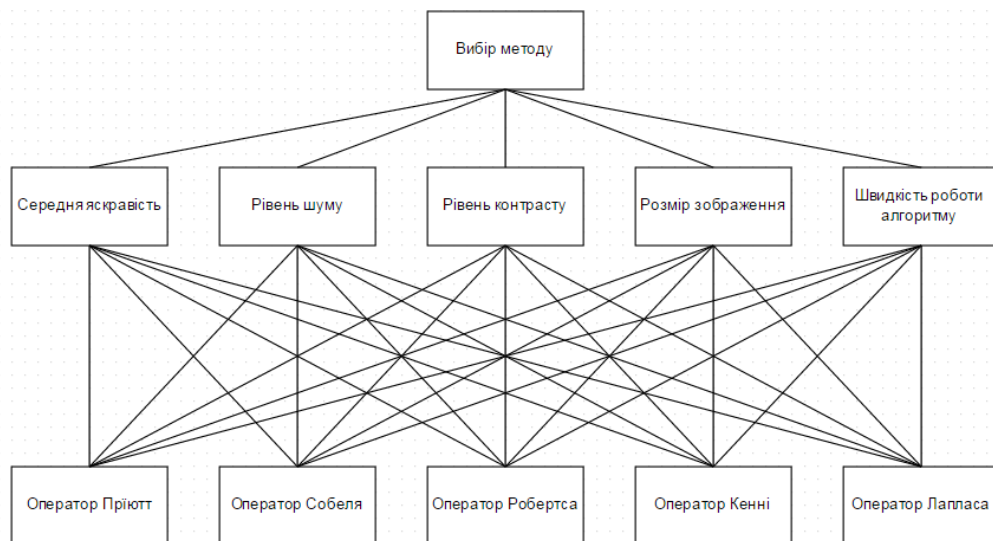 Вибір методу
Середня яскравість
Рівень шуму
Рівень контрасту
Розмір зображення
Швидкість роботи
алгоритму
Оператор Прїютт
Оператор Собеля
Оператор Робертса
Оператор Кенні
Оператор Лапласа